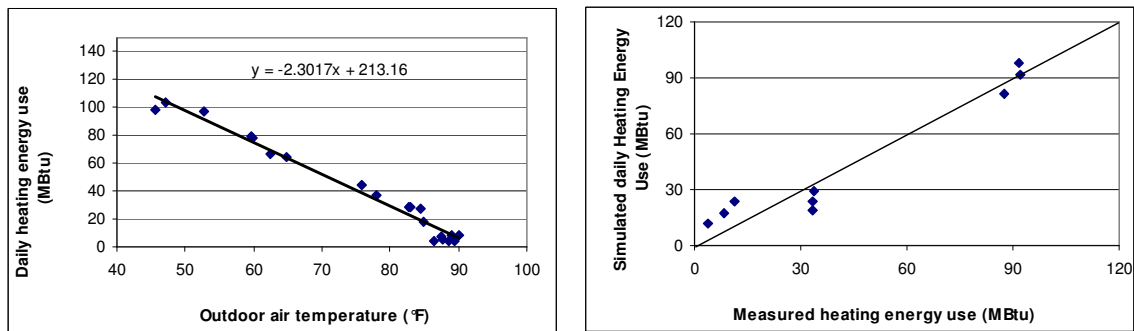 Daily heating energy use
(MBtu)
140
120
100
80
60
40
20
0
y = -2.3017x + 213.16
40 50 60 70 80 90 100
Outdoor air temperature (°F)
Simulated daily Heating Energy
Use (MBtu)
120
90
60
30
0
0 30 60 90 120
Measured heating energy use (MBtu)